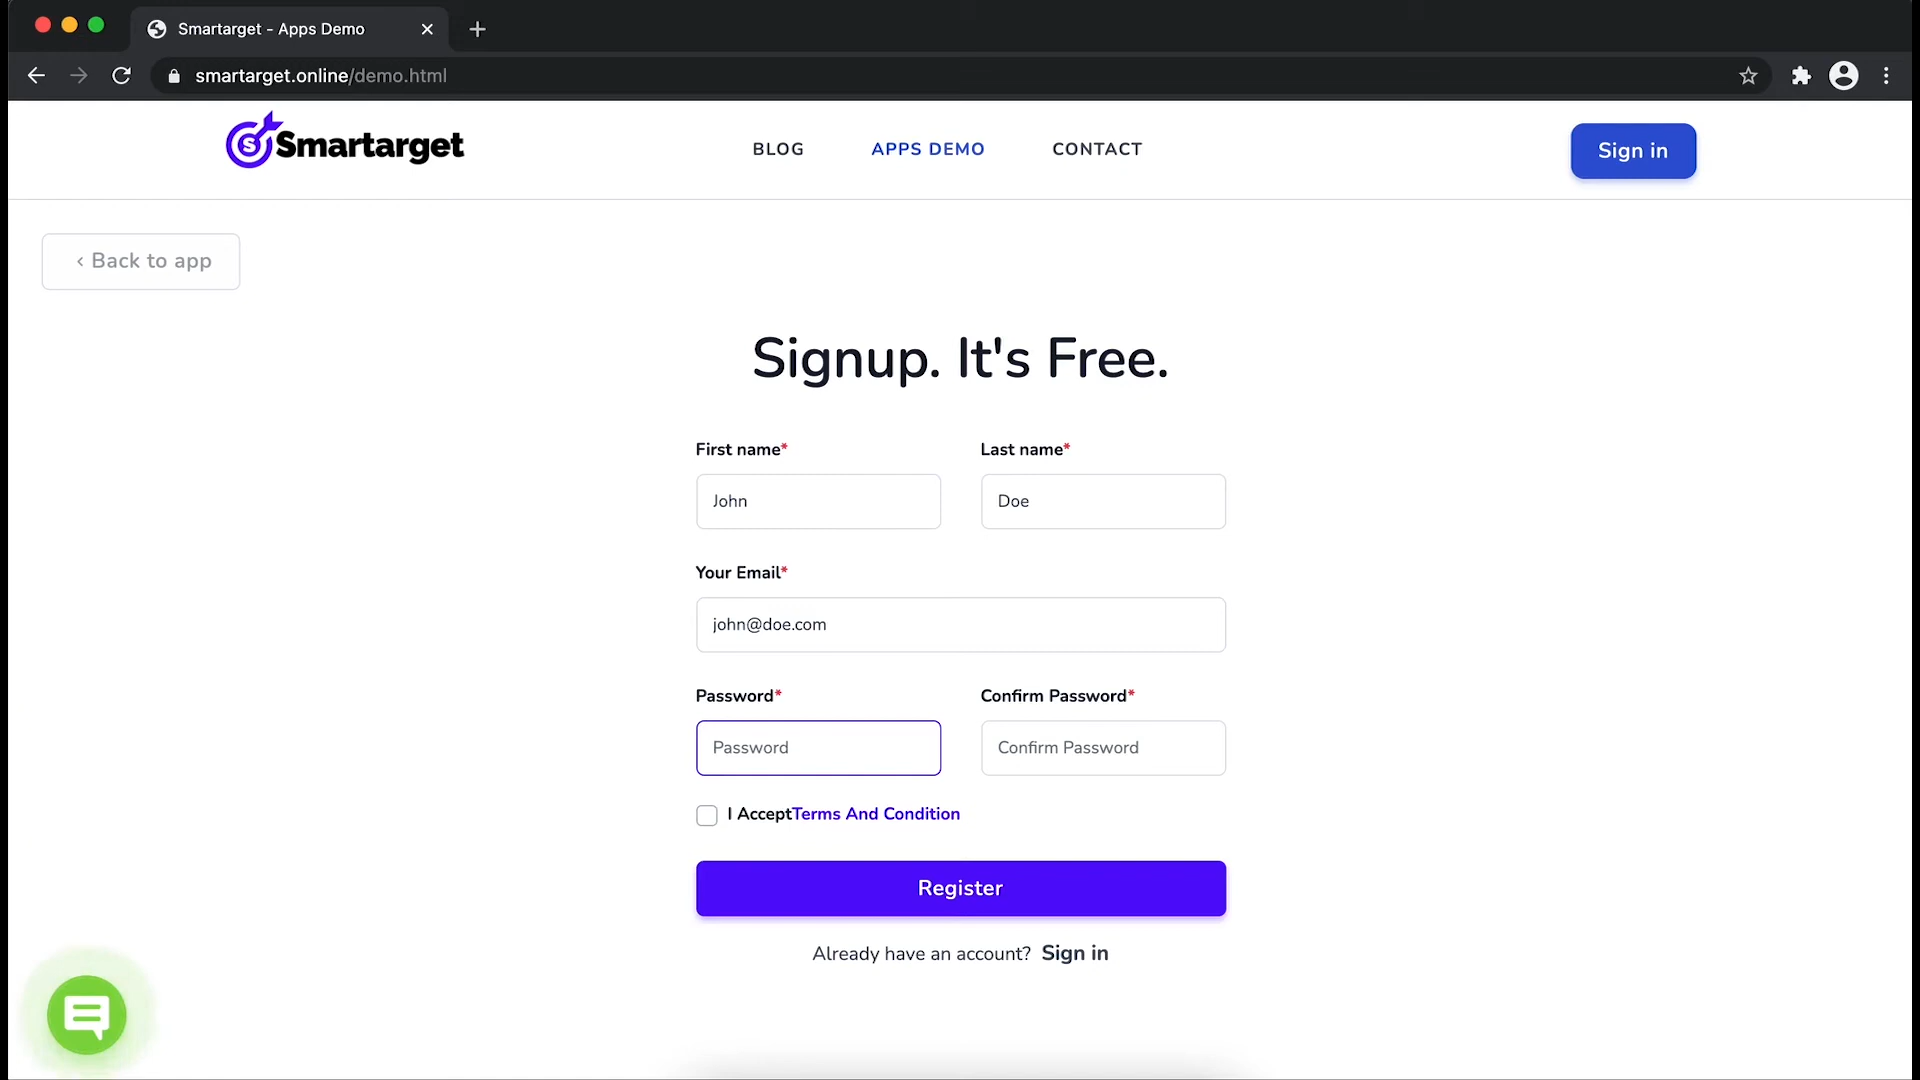 Smartarget - Apps Demo
smartarget.online/demo.html
Smartarget
BLOG
APPS DEMO
CONTACT
Sign in
‹ Back to app
Signup. It's Free.
First name*
Last name*
John
Doe
Your Email*
john@doe.com
Password*
Confirm Password*
Password
Confirm Password
I AcceptTerms And Condition
Register
Already have an account? Sign in